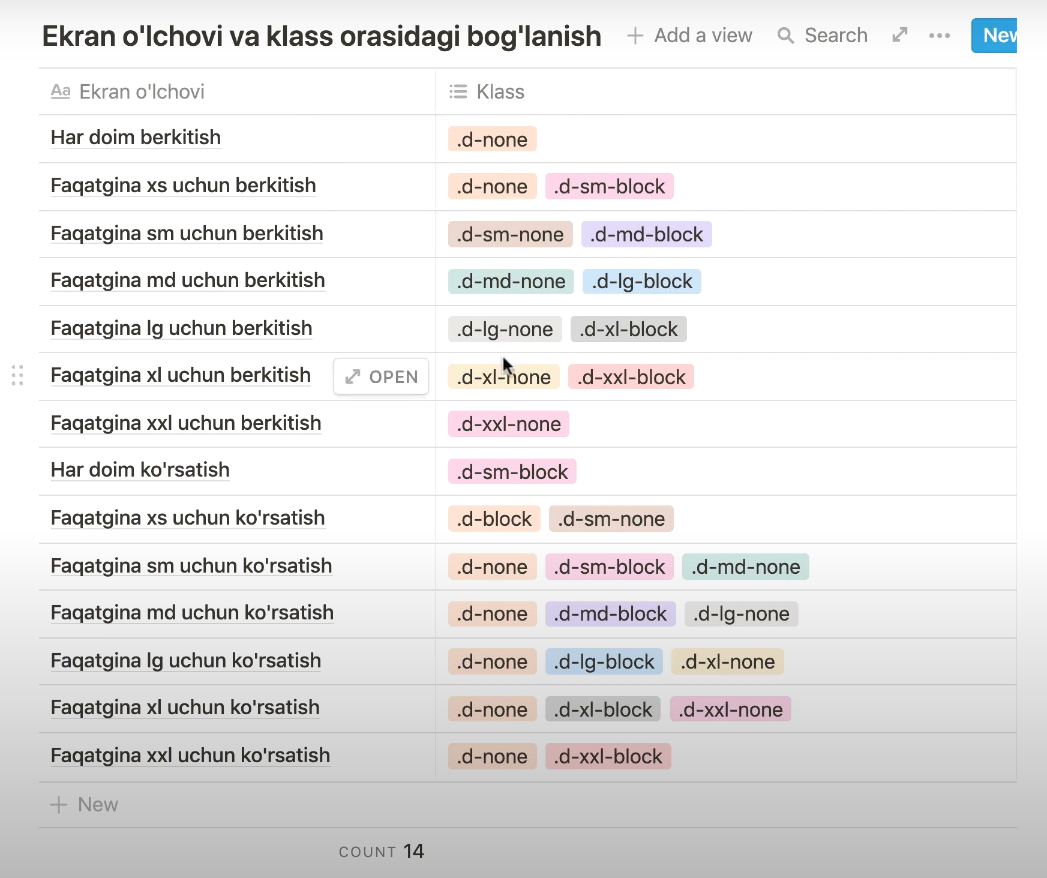 Ekran o'lchovi va klass orasidagi bog'lanish + Add a view Search New
Aa Ekran o'lchovi Klass
Har doim berkitish .d-none
Faqatgina xs uchun berkitish .d-none .d-sm-block
Faqatgina sm uchun berkitish .d-sm-none .d-md-block
Faqatgina md uchun berkitish .d-md-none .d-lg-block
Faqatgina lg uchun berkitish .d-lg-none .d-xl-block
Faqatgina xl uchun berkitish OPEN .d-xl-none .d-xxl-block
Faqatgina xxl uchun berkitish .d-xxl-none
Har doim ko'rsatish .d-sm-block
Faqatgina xs uchun ko'rsatish .d-block .d-sm-none
Faqatgina sm uchun ko'rsatish .d-none .d-sm-block .d-md-none
Faqatgina md uchun ko'rsatish .d-none .d-md-block .d-lg-none
Faqatgina lg uchun ko'rsatish .d-none .d-lg-block .d-xl-none
Faqatgina xl uchun ko'rsatish .d-none .d-xl-block .d-xxl-none
Faqatgina xxl uchun ko'rsatish .d-none .d-xxl-block
+ New
COUNT 14